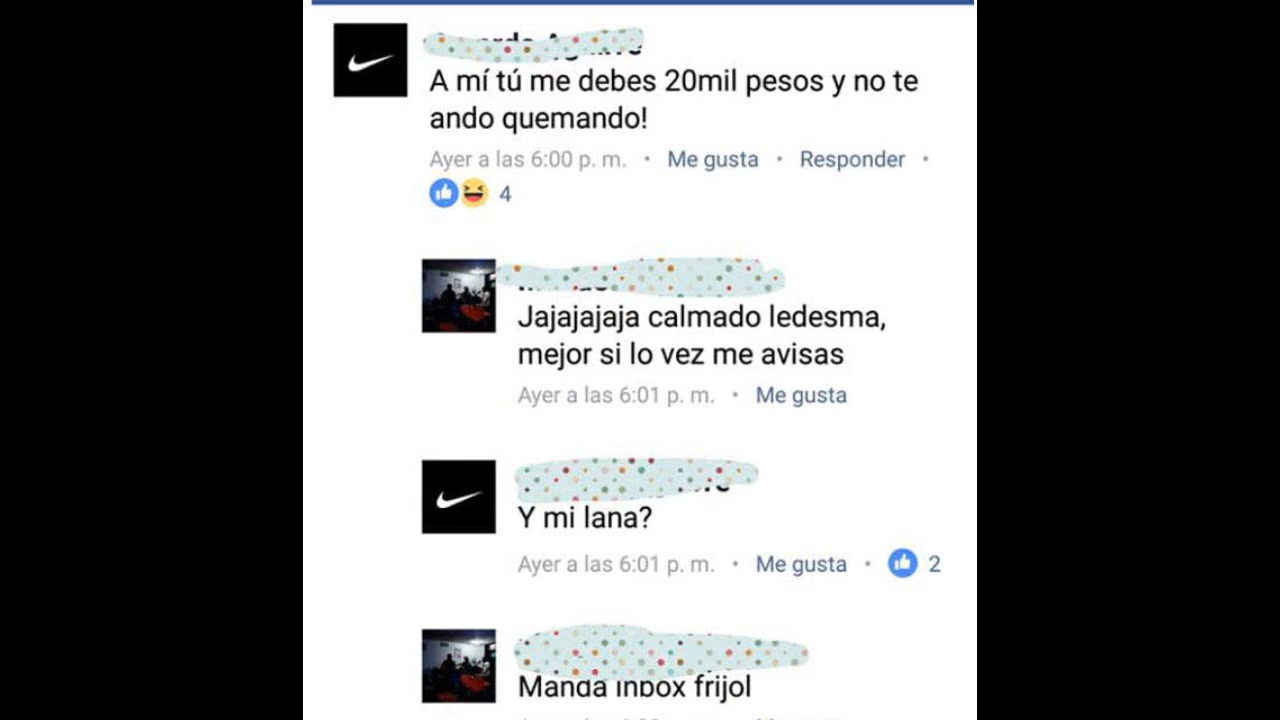 A mí tú me debes 20mil pesos y no te
ando quemando!
Ayer a las 6:00 p. m. · Me gusta · Responder ·
4
Jajajajaja calmado ledesma,
mejor si lo vez me avisas
Ayer a las 6:01 p. m. · Me gusta
Y mi lana?
Ayer a las 6:01 p. m. · Me gusta · 2
Manda inbox frijol